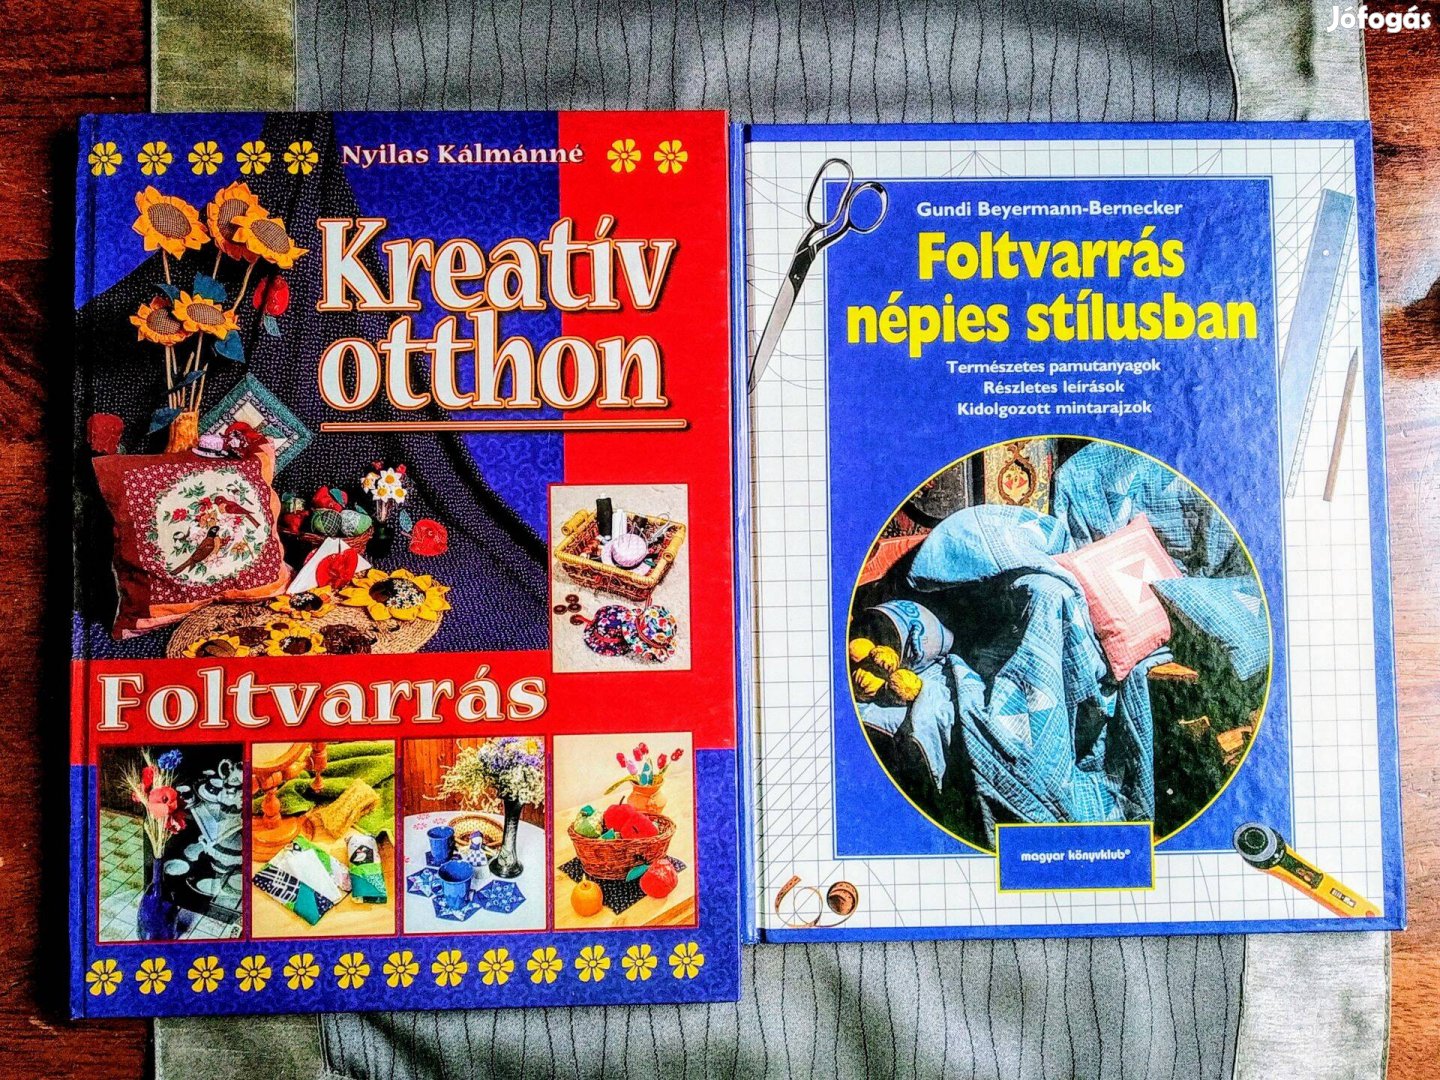 Jófogás
Nyilas Kálmánné
Kreatív
otthon
Foltvarrás
Gundi Beyermann-Bernecker
Foltvarrás
népies stílusban
Természetes pamutanyagok
Részletes leírások
Kidolgozott mintarajzok
magyar könyvklub®